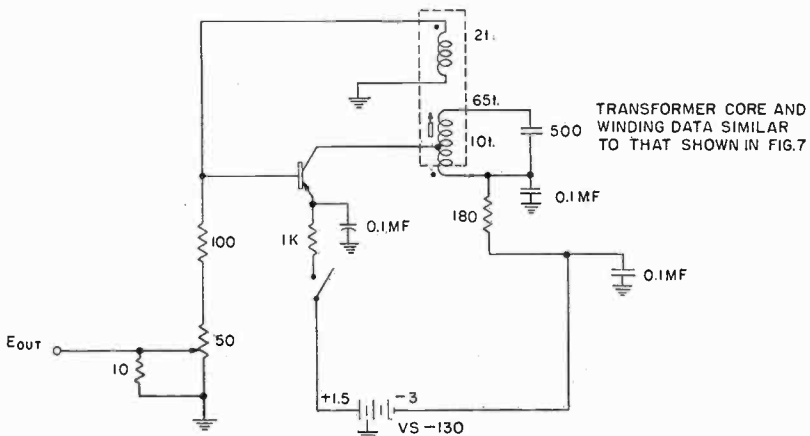 2t.
65t.
10t.
500
TRANSFORMER CORE AND
WINDING DATA SIMILAR
TO THAT SHOWN IN FIG.7
0.1MF
180
0.1MF
1K
100
0.1MF
EOUT
50
10
+1.5
-3
VS-130